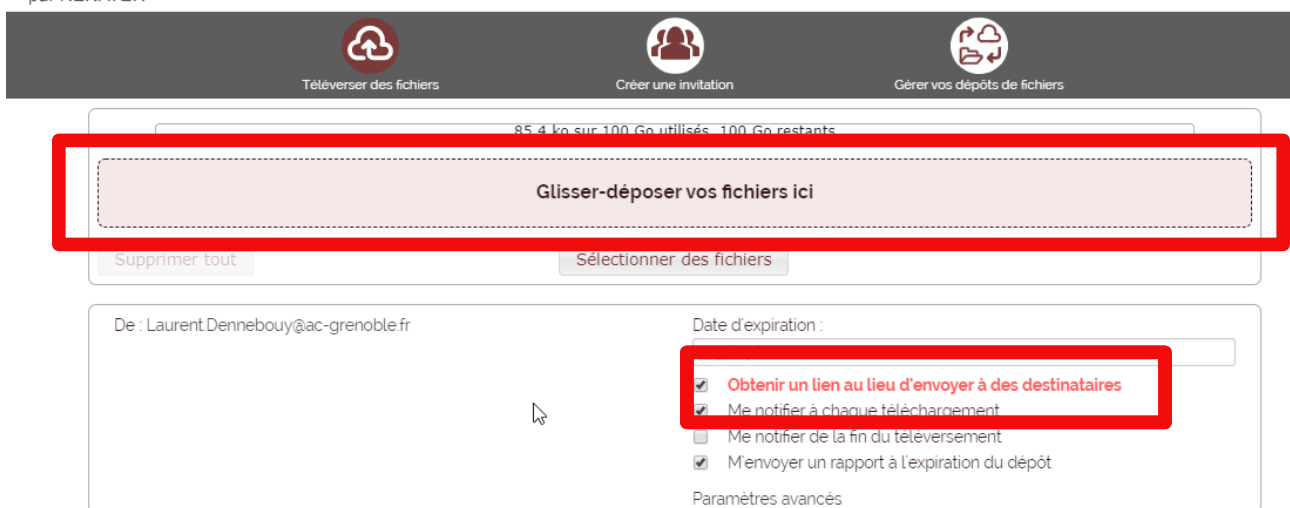 Téléverser des fichiers
Créer une invitation
Gérer vos dépôts de fichiers
85.4 ko sur 100 Go utilisés, 100 Go restants
Glisser-déposer vos fichiers ici
Supprimer tout
Sélectionner des fichiers
De : Laurent.Dennebouy@ac-grenoble.fr
Date d'expiration :
Obtenir un lien au lieu d'envoyer à des destinataires
Me notifier à chaque téléchargement
Me notifier de la fin du téléversement
M'envoyer un rapport à l'expiration du dépôt
Paramètres avancés